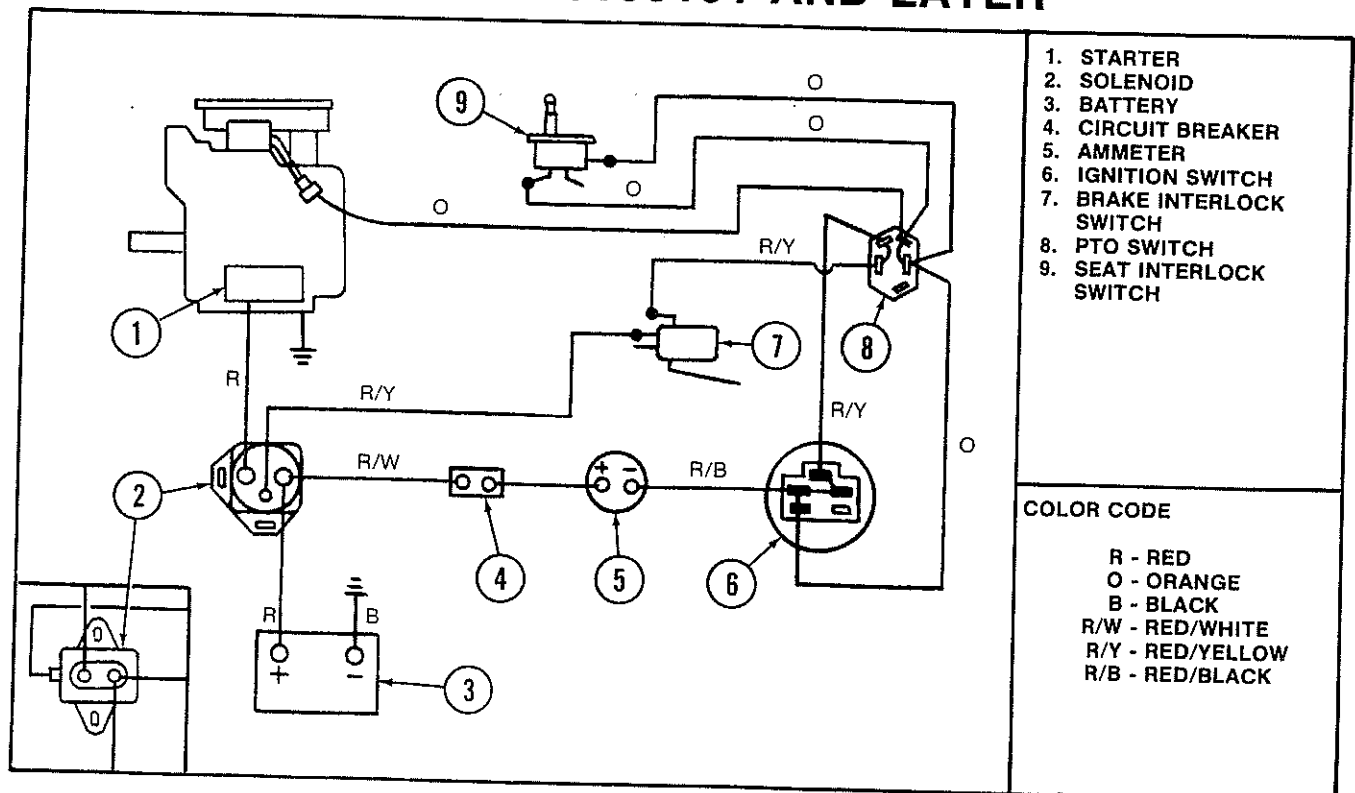 AND LATER
1. STARTER
2. SOLENOID
3. BATTERY
4. CIRCUIT BREAKER
5. AMMETER
6. IGNITION SWITCH
7. BRAKE INTERLOCK
SWITCH
8. PTO SWITCH
9. SEAT INTERLOCK
SWITCH
COLOR CODE
R - RED
O - ORANGE
B - BLACK
R/W - RED/WHITE
R/Y - RED/YELLOW
R/B - RED/BLACK
9
O
O
O
O
R/Y
1
7
8
R
R/Y
R/Y
O
2
R/W
+ -
R/B
4
5
6
R
B
+ -
3